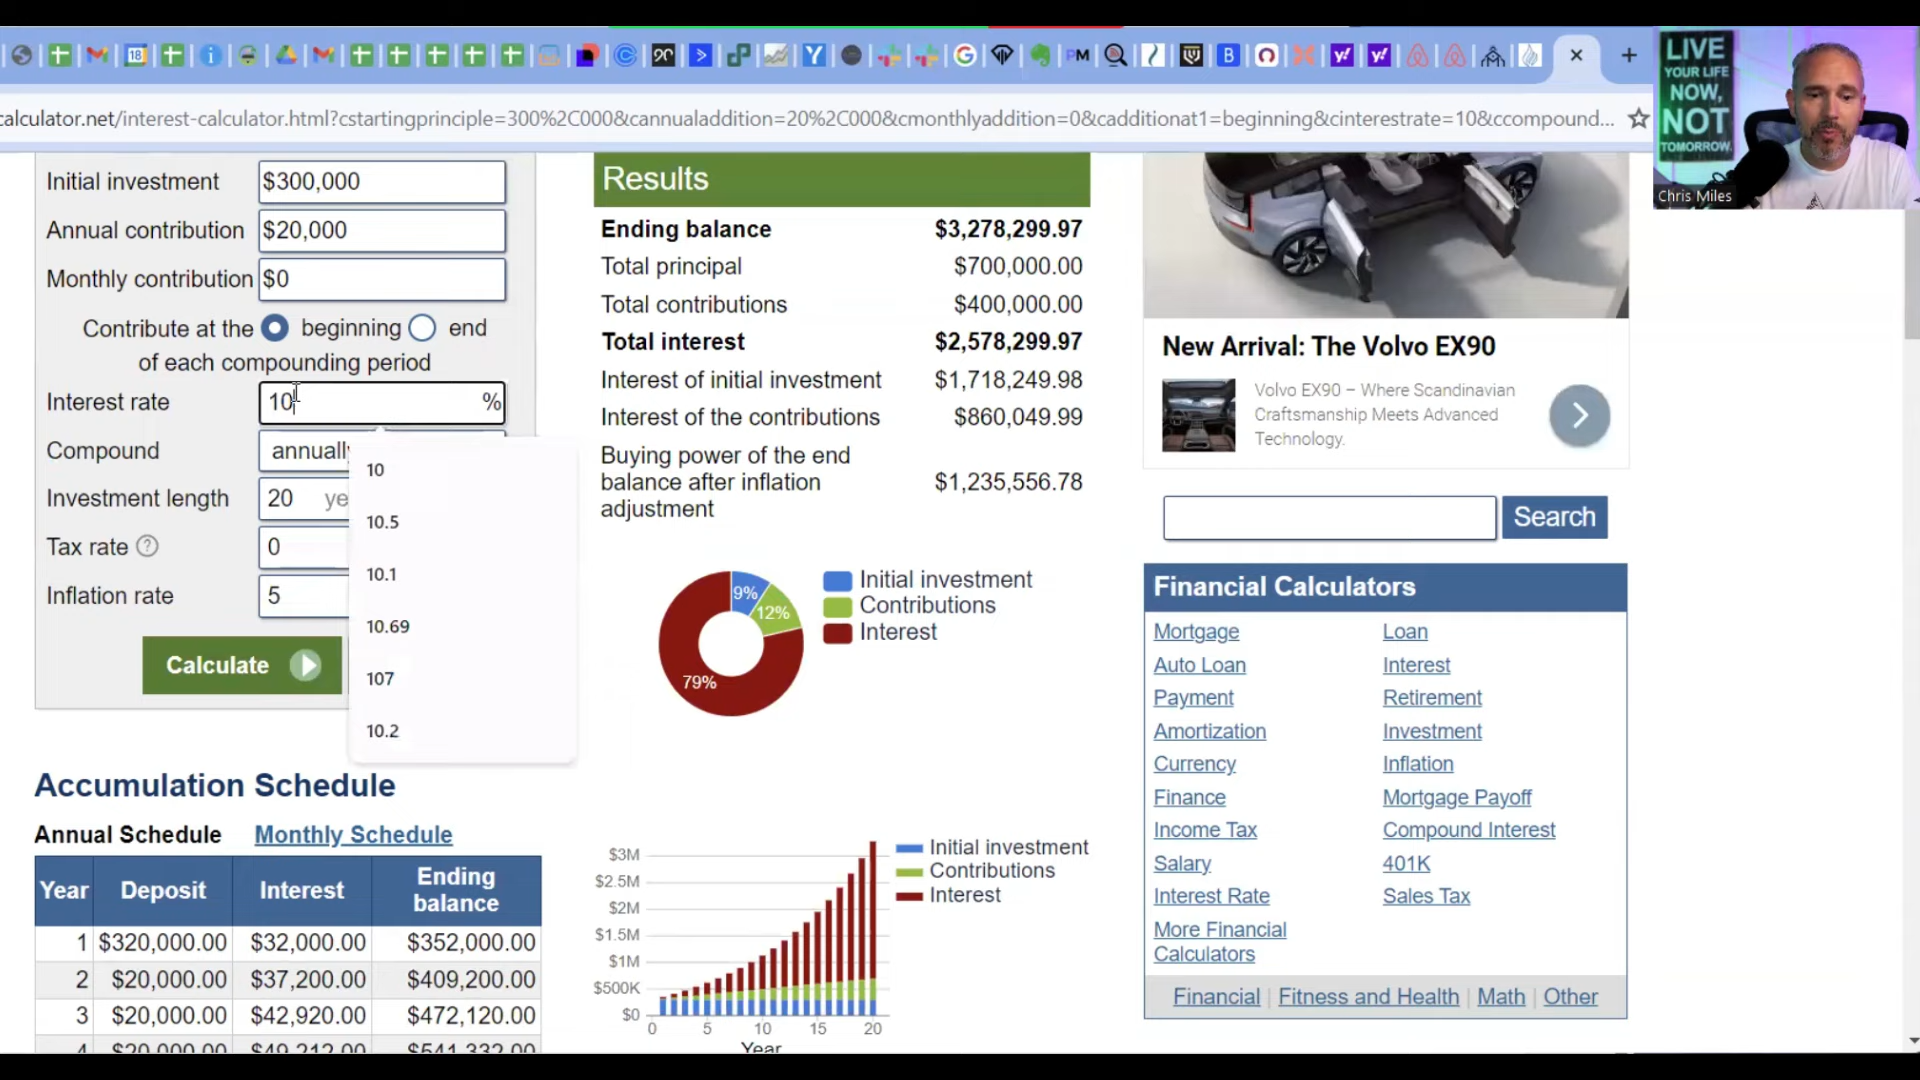 LIVE
YOUR LIFE
NOW,
NOT
TOMORROW.
Chris Miles
calculator.net/interest-calculator.html?cstartingprinciple=300%2C000&cannualaddition=20%2C000&cmonthlyaddition=0&cadditionat1=beginning&cinterestrate=10&ccompound...
Initial investment $300,000
Annual contribution $20,000
Monthly contribution $0
Contribute at the beginning end
of each compounding period
Interest rate 10 %
Compound annually
Investment length 20 ye
Tax rate ? 0
Inflation rate 5
Calculate
10
10.5
10.1
10.69
107
10.2
Results
Ending balance $3,278,299.97
Total principal $700,000.00
Total contributions $400,000.00
Total interest $2,578,299.97
Interest of initial investment $1,718,249.98
Interest of the contributions $860,049.99
Buying power of the end
balance after inflation $1,235,556.78
adjustment
9%
12%
79%
Initial investment
Contributions
Interest
Accumulation Schedule
Annual Schedule Monthly Schedule
Year Deposit Interest Ending balance
1 $320,000.00 $32,000.00 $352,000.00
2 $20,000.00 $37,200.00 $409,200.00
3 $20,000.00 $42,920.00 $472,120.00
4 $20,000.00 $49,212.00 $541,332.00
$3M
$2.5M
$2M
$1.5M
$1M
$500K
$0
0 5 10 15 20
Year
Initial investment
Contributions
Interest
New Arrival: The Volvo EX90
Volvo EX90 – Where Scandinavian
Craftsmanship Meets Advanced
Technology.
Search
Financial Calculators
Mortgage Loan
Auto Loan Interest
Payment Retirement
Amortization Investment
Currency Inflation
Finance Mortgage Payoff
Income Tax Compound Interest
Salary 401K
Interest Rate Sales Tax
More Financial
Calculators
Financial | Fitness and Health | Math | Other